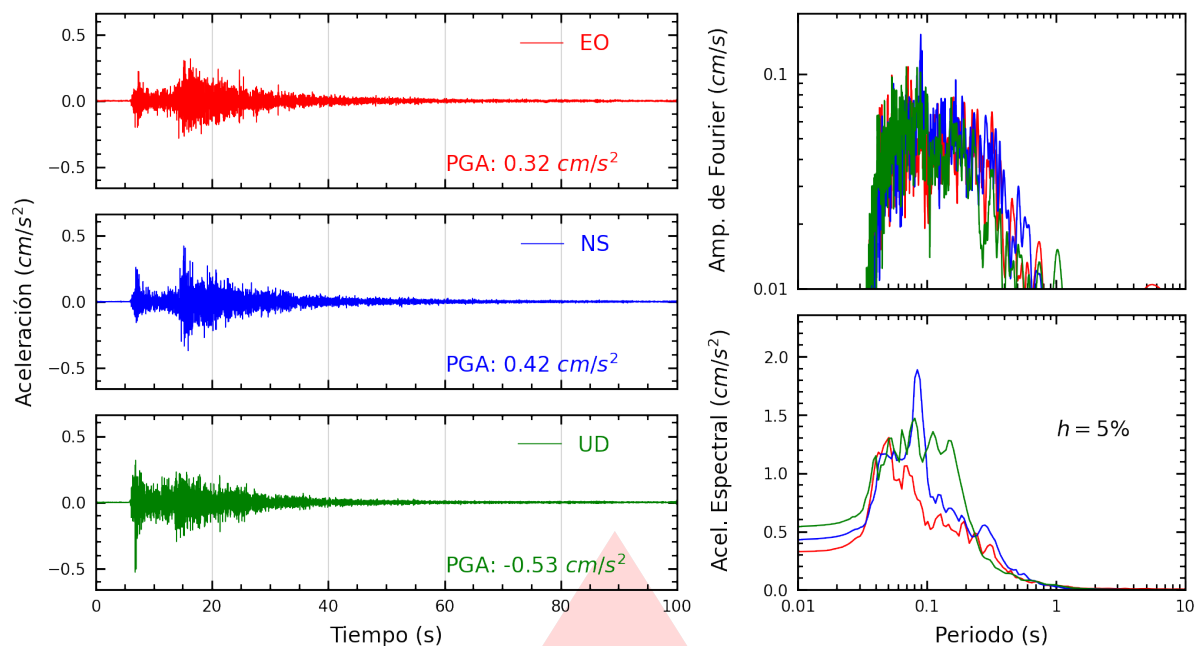 Aceleración (cm/s²)
0.5
0.0
−0.5
EO
PGA: 0.32 cm/s²
0.5
0.0
−0.5
NS
PGA: 0.42 cm/s²
0.5
0.0
−0.5
UD
PGA: -0.53 cm/s²
0 20 40 60 80 100
Tiempo (s)
Amp. de Fourier (cm/s)
0.1
0.01
Acel. Espectral (cm/s²)
2.0
1.5
1.0
0.5
0.0
h = 5%
0.01 0.1 1 10
Periodo (s)